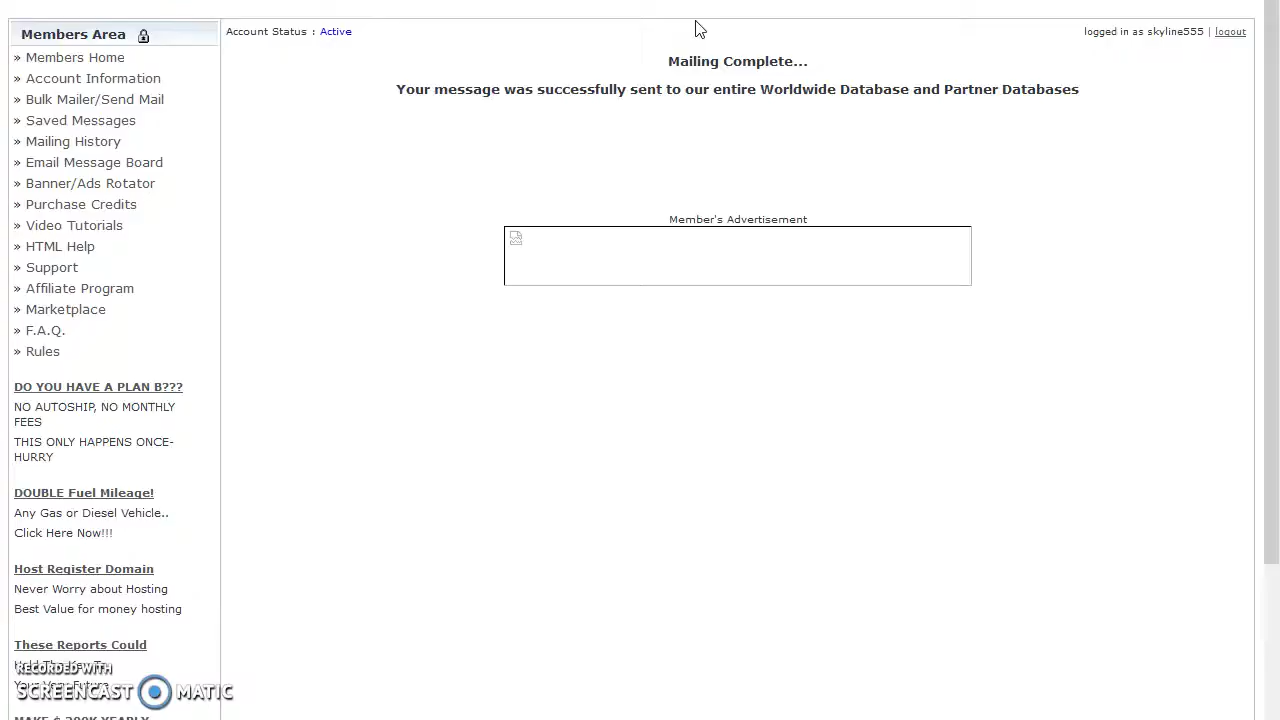 Members Area
Account Status : Active
logged in as skyline555 | logout
» Members Home
» Account Information
» Bulk Mailer/Send Mail
» Saved Messages
» Mailing History
» Email Message Board
» Banner/Ads Rotator
» Purchase Credits
» Video Tutorials
» HTML Help
» Support
» Affiliate Program
» Marketplace
» F.A.Q.
» Rules
DO YOU HAVE A PLAN B???
NO AUTOSHIP, NO MONTHLY
FEES
THIS ONLY HAPPENS ONCE-
HURRY
DOUBLE Fuel Mileage!
Any Gas or Diesel Vehicle..
Click Here Now!!!
Host Register Domain
Never Worry about Hosting
Best Value for money hosting
These Reports Could
RECORDED WITH
SCREENCAST MATIC
MAKE $ 200K YEARLY
Mailing Complete...
Your message was successfully sent to our entire Worldwide Database and Partner Databases
Member's Advertisement